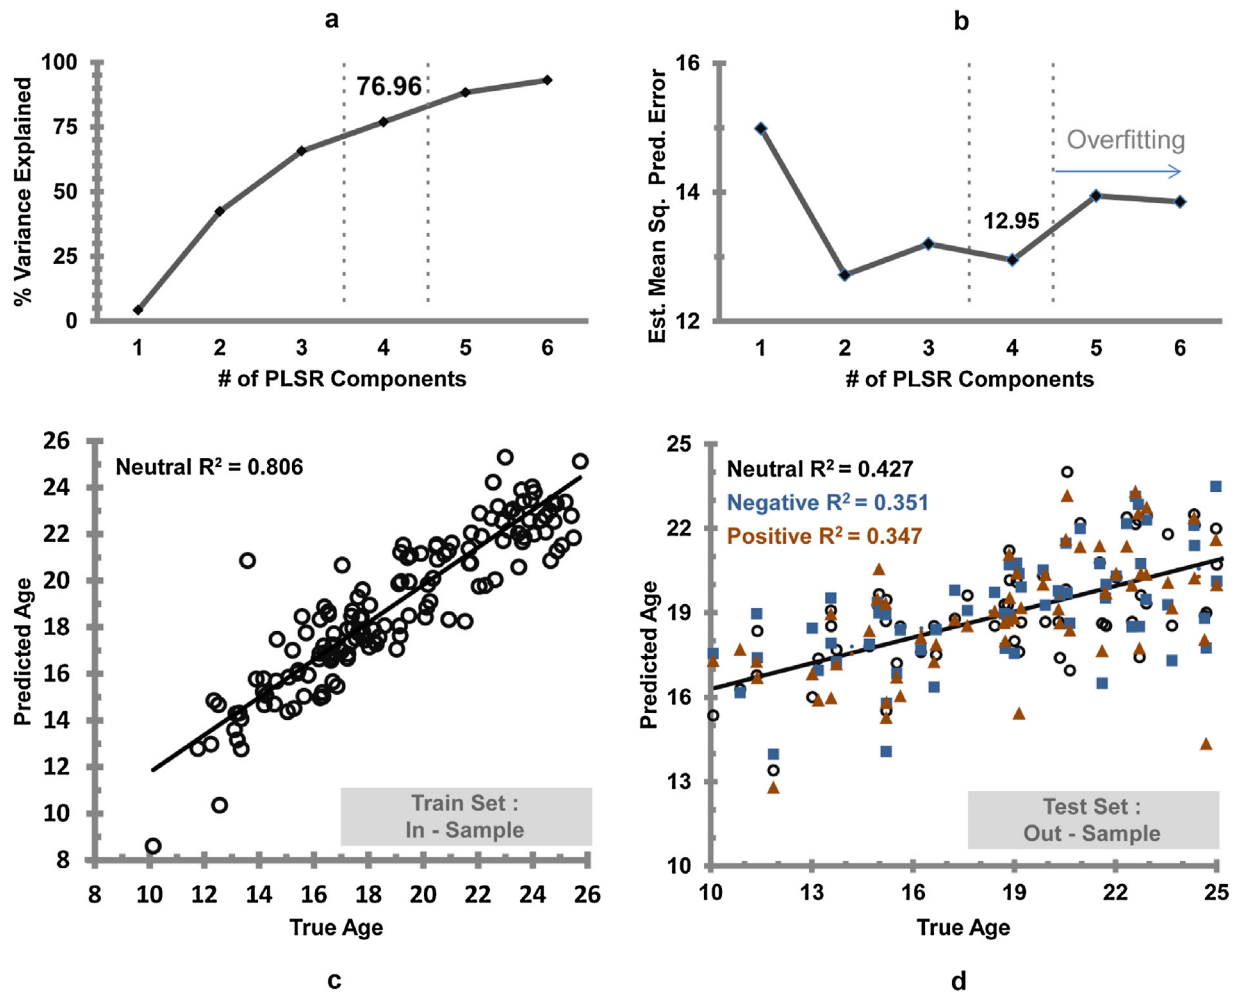 a
% Variance Explained
100
75
50
25
0
76.96
1 2 3 4 5 6
# of PLSR Components
b
Est. Mean Sq. Pred. Error
16
14
12
12.95
Overfitting
1 2 3 4 5 6
# of PLSR Components
Predicted Age
26
24
22
20
18
16
14
12
10
8
Neutral R² = 0.806
Train Set :
In - Sample
8 10 12 14 16 18 20 22 24 26
True Age
c
Predicted Age
25
22
19
16
13
10
Neutral R² = 0.427
Negative R² = 0.351
Positive R² = 0.347
Test Set :
Out - Sample
10 13 16 19 22 25
True Age
d